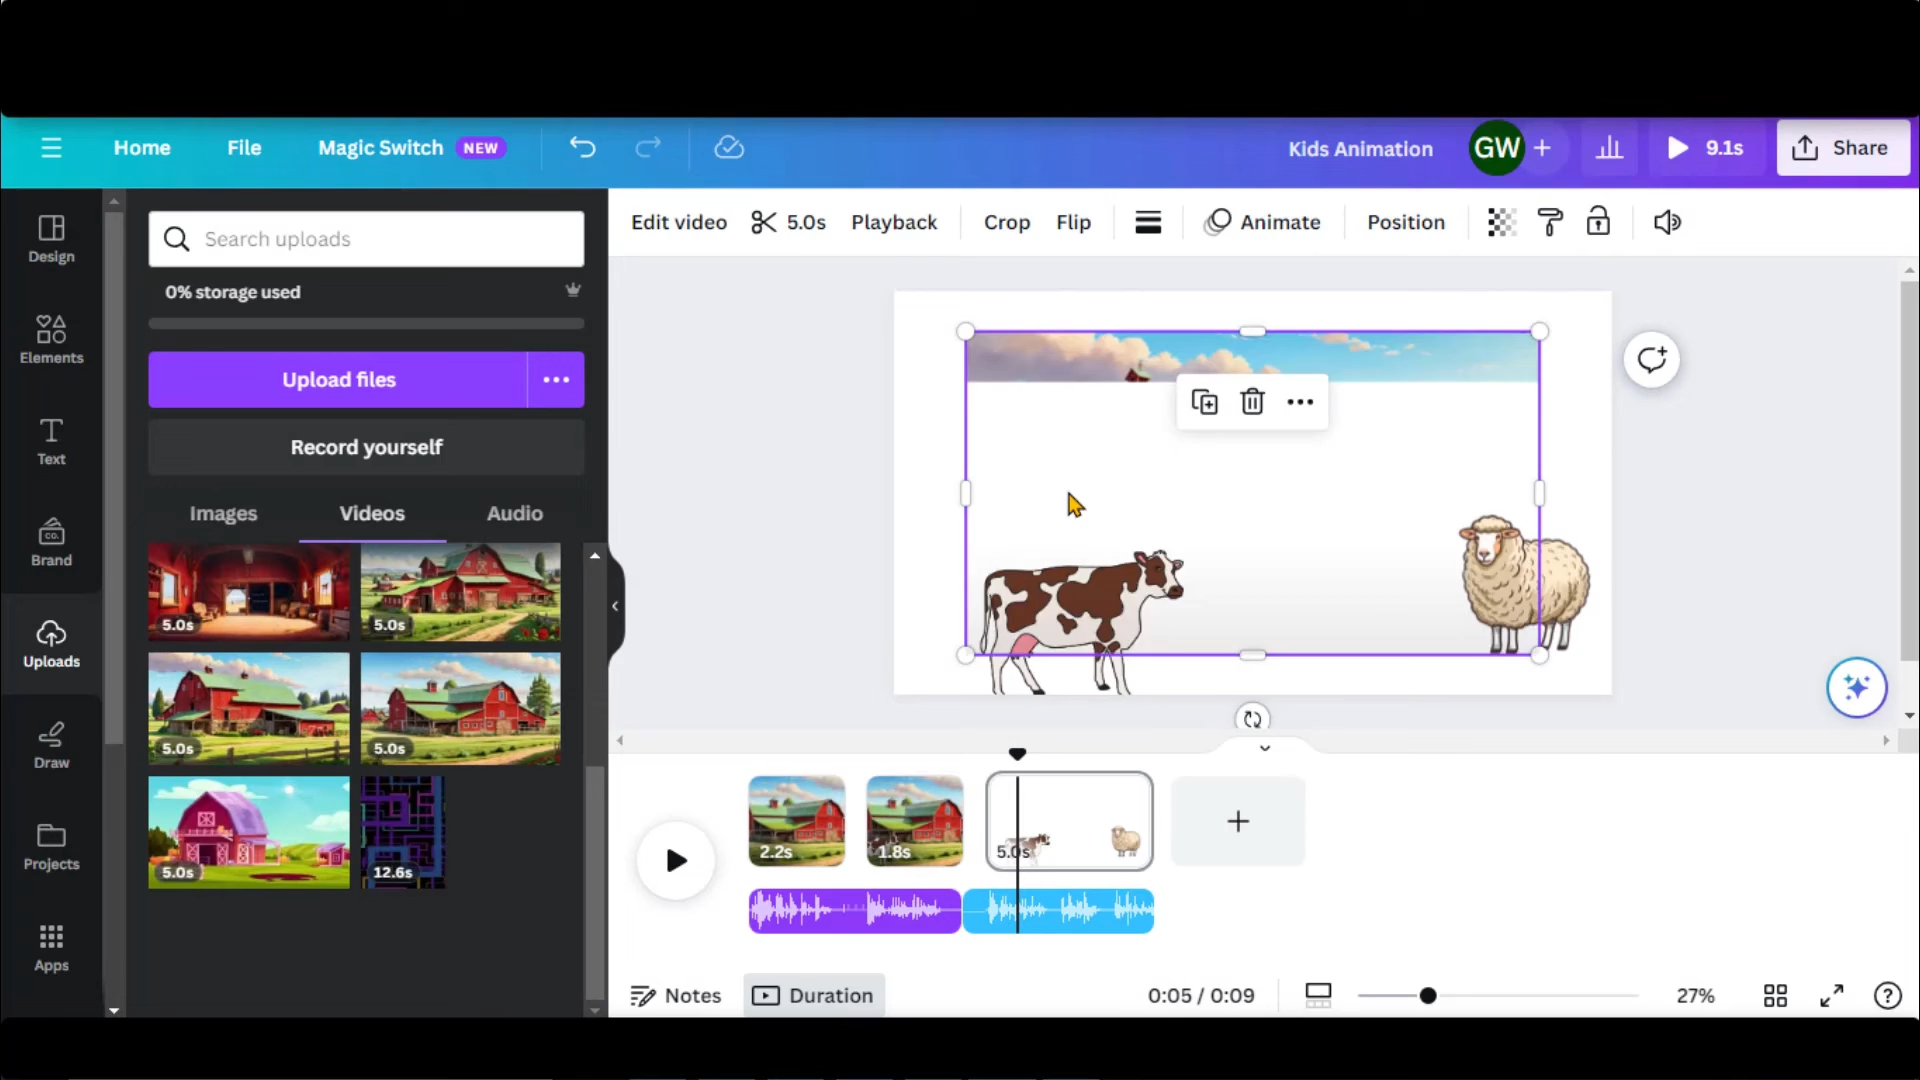 Home
File
Magic Switch NEW
Kids Animation
GW
9.1s
Share
Edit video
5.0s
Playback
Crop
Flip
Animate
Position
Design
Elements
Text
CO.
Brand
Uploads
Draw
Projects
Apps
Search uploads
0% storage used
Upload files
Record yourself
Images
Videos
Audio
5.0s
5.0s
5.0s
5.0s
5.0s
12.6s
2.2s
1.8s
5.0s
Notes
Duration
0:05 / 0:09
27%
?